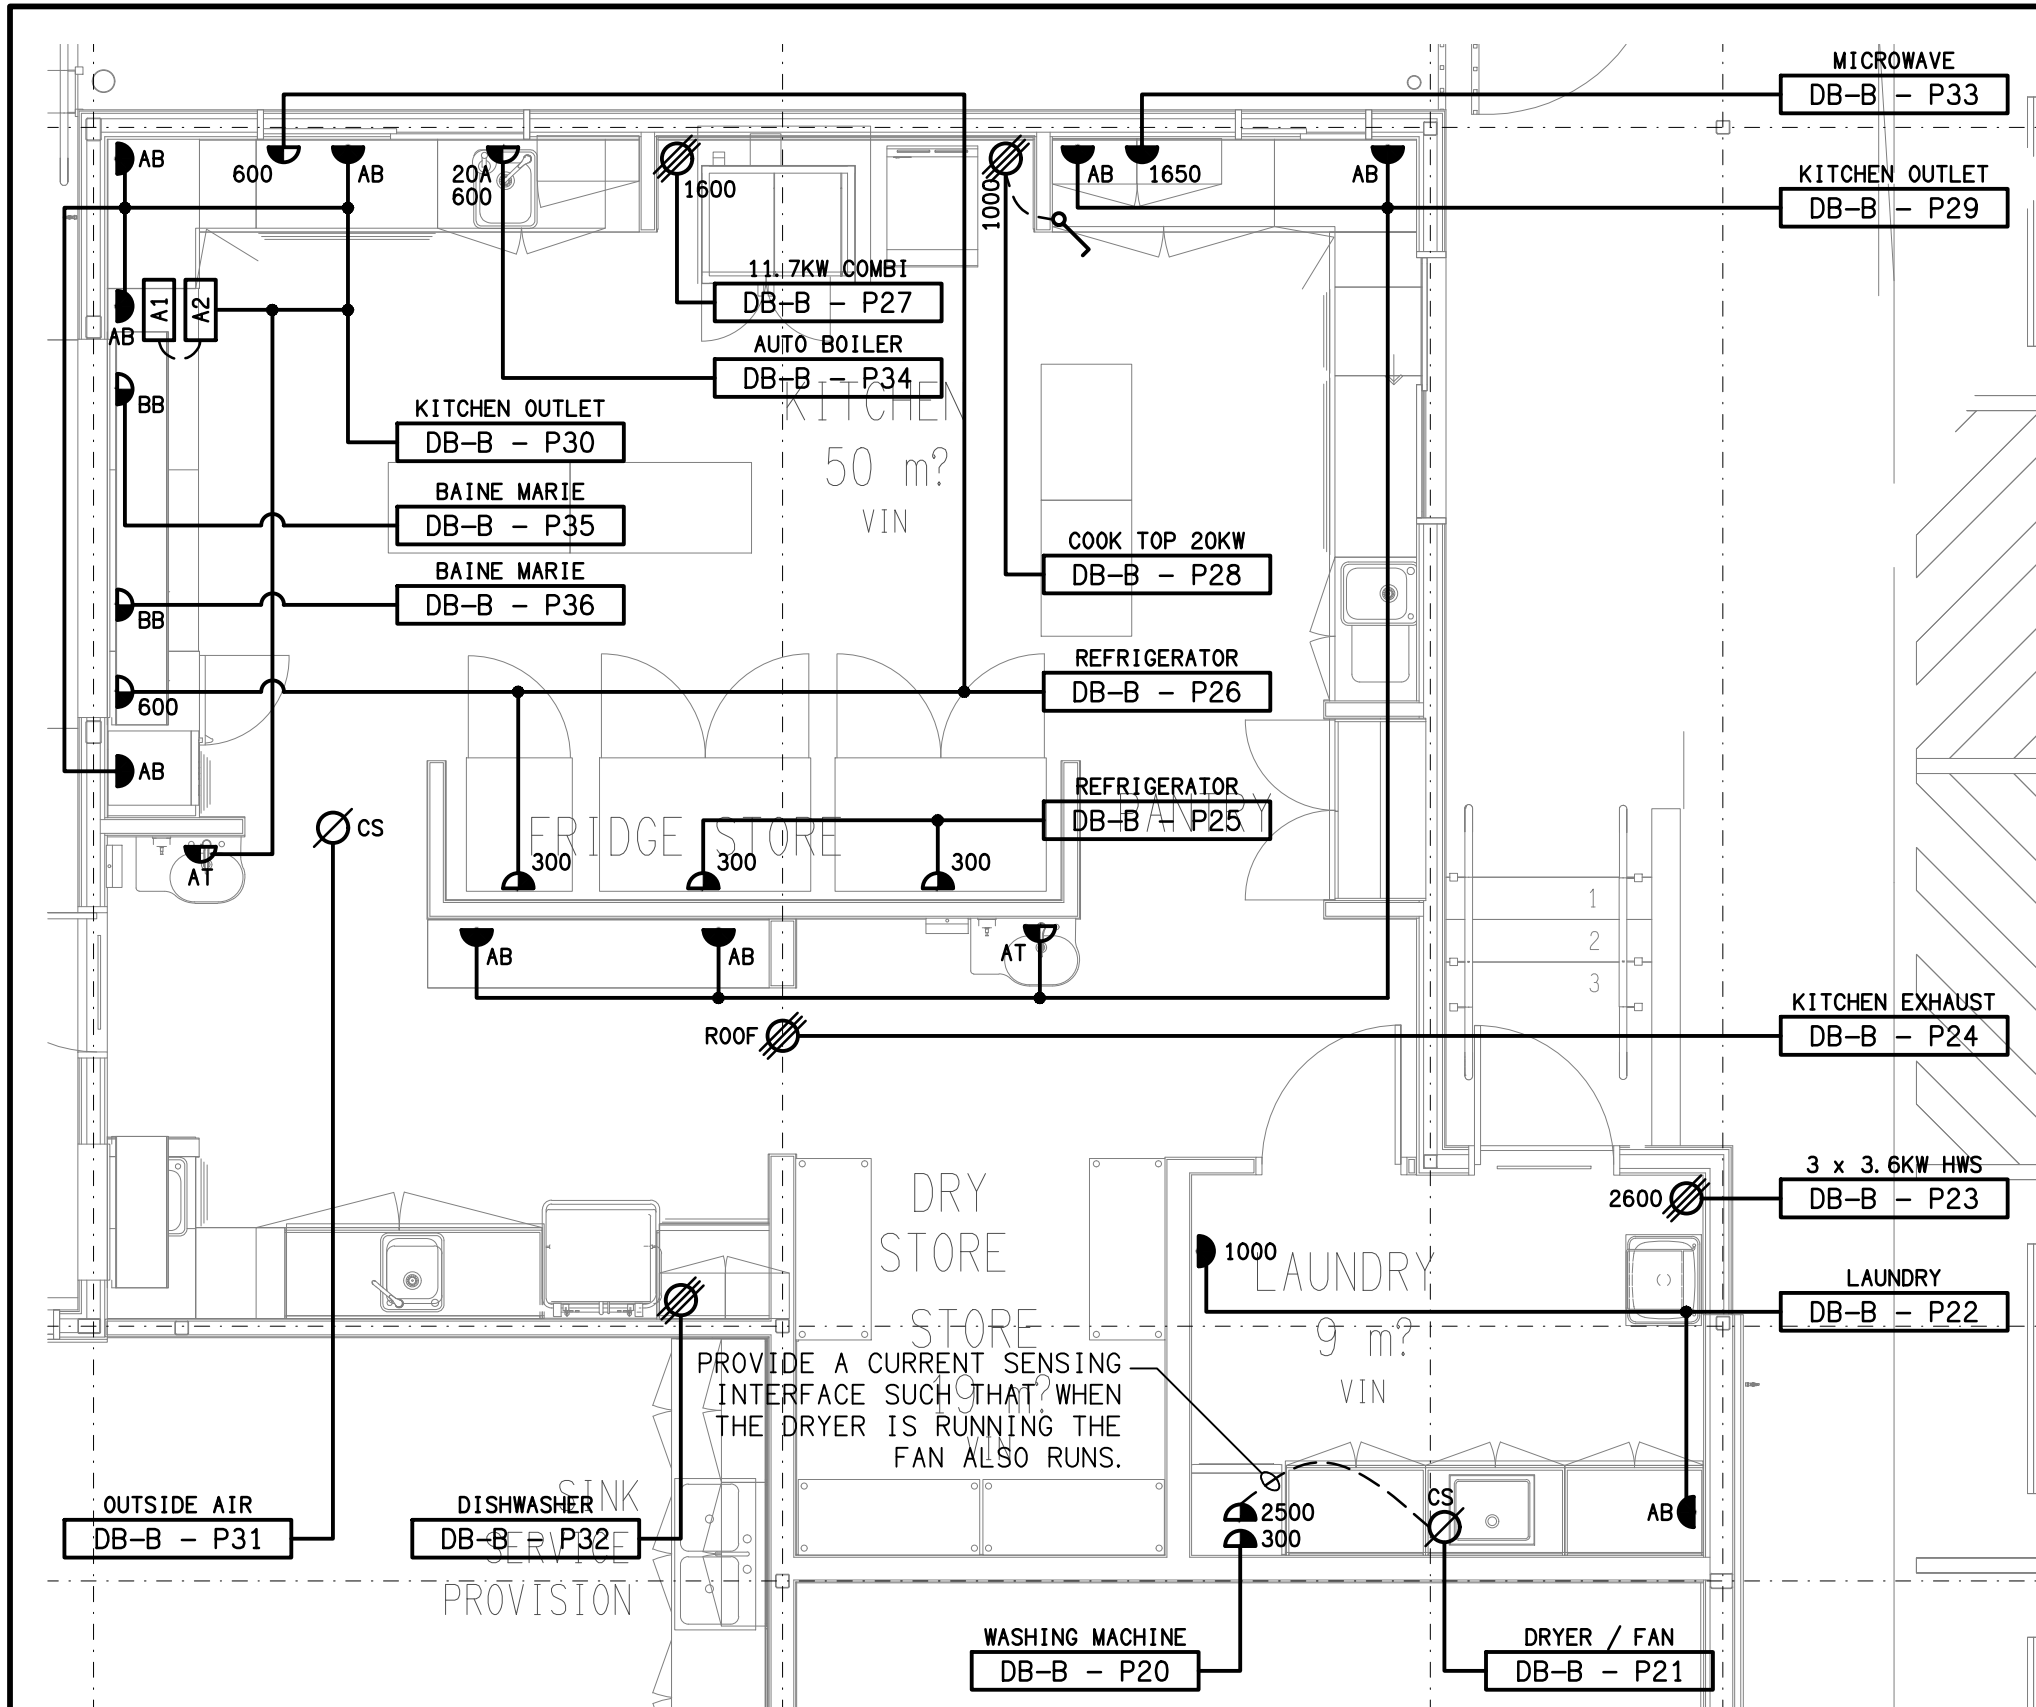 MICROWAVE
DB-B - P33
KITCHEN OUTLET
DB-B - P29
AB
600
AB
20A
600
1600
1000
AB
1650
AB
A1
A2
AB
11.7KW COMBI
DB-B - P27
AUTO BOILER
DB-B - P34
KITCHEN
50 m?
VIN
BB
KITCHEN OUTLET
DB-B - P30
BAINE MARIE
DB-B - P35
BAINE MARIE
DB-B - P36
BB
COOK TOP 20KW
DB-B - P28
REFRIGERATOR
DB-B - P26
600
AB
REFRIGERATOR
DB-B - P25
PANTRY
CS
FRIDGE STORE
300
300
300
AT
1
2
3
AB
AB
AT
ROOF
KITCHEN EXHAUST
DB-B - P24
3 x 3.6KW HWS
DB-B - P23
2600
DRY
STORE
1000
LAUNDRY
9 m?
VIN
LAUNDRY
DB-B - P22
STORE
19 m?
VIN
PROVIDE A CURRENT SENSING
INTERFACE SUCH THAT WHEN
THE DRYER IS RUNNING THE
FAN ALSO RUNS.
OUTSIDE AIR
DB-B - P31
DISHWASHER
DB-B - P32
SINK
SERVICE
PROVISION
2500
300
CS
AB
WASHING MACHINE
DB-B - P20
DRYER / FAN
DB-B - P21